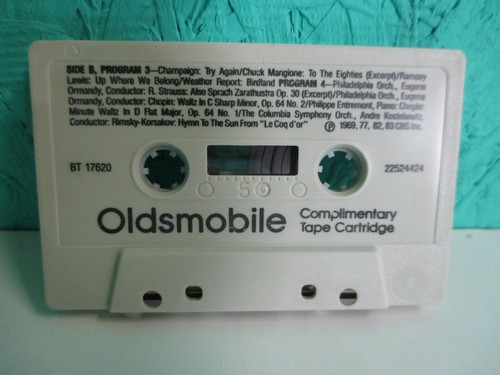 SIDE B, PROGRAM 3—Champaign: Try Again/Chuck Mangione: To The Eighties (Excerpt)/Ramsey
Lewis: Up Where We Belong/Weather Report: Birdland PROGRAM 4—Philadelphia Orch., Eugene
Ormandy, Conductor: R. Strauss: Also Sprach Zarathustra Op. 30 (Excerpt)/Philadelphia Orch., Eugene
Ormandy, Conductor: Chopin: Waltz In C Sharp Minor, Op. 64 No. 2/Philippe Entremont, Piano: Chopin:
Minute Waltz In D Flat Major, Op. 64 No. 1/The Columbia Symphony Orch., Andre Kostelanetz,
Conductor: Rimsky-Korsakov: Hymn To The Sun From "Le Coq d'or" ℗ 1969, 77, 82, 83 CBS Inc.
BT 17620
22524424
50
Oldsmobile
Complimentary
Tape Cartridge